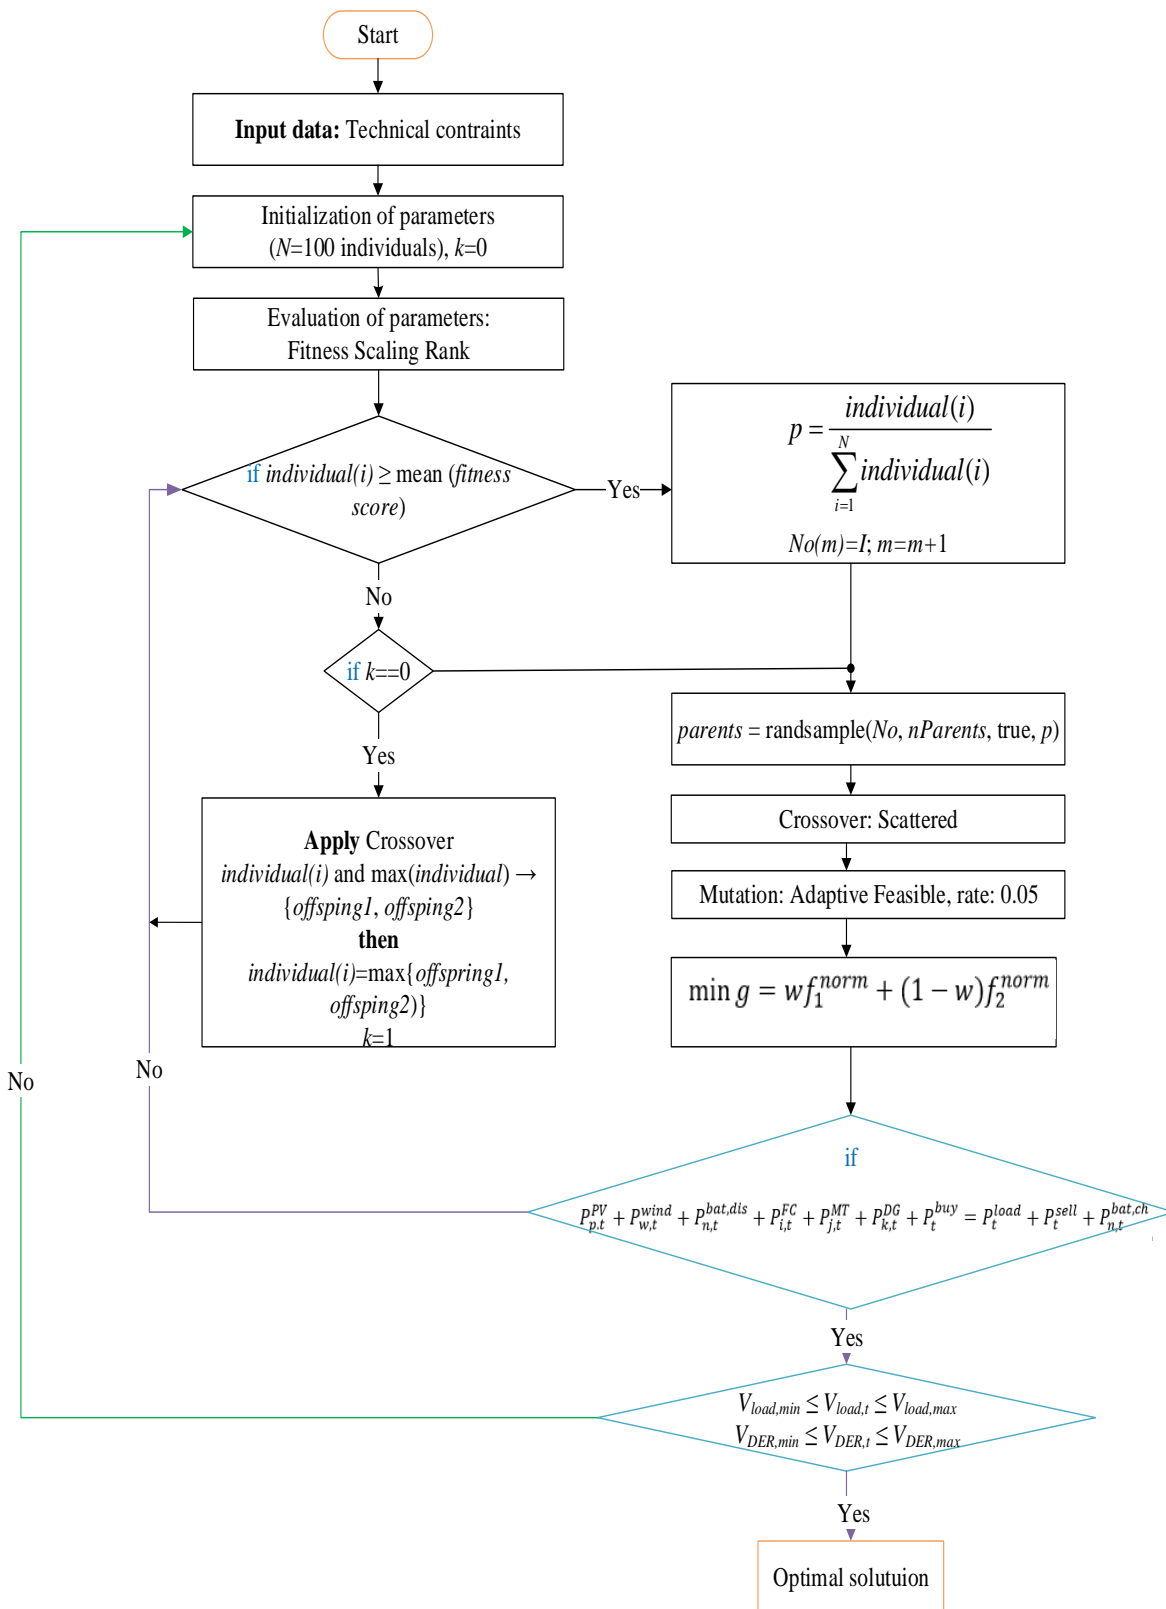 Start
Input data: Technical contraints
Initialization of parameters
(N=100 individuals), k=0
Evaluation of parameters:
Fitness Scaling Rank
if individual(i) ≥ mean (fitness
score)
Yes
p = individual(i) / \sum_{i=1}^{N} individual(i)
No(m)=I; m=m+1
No
if k==0
Yes
Apply Crossover
individual(i) and max(individual) →
{offsping1, offsping2}
then
individual(i)=max{offspring1,
offsping2)}
k=1
parents = randsample(No, nParents, true, p)
Crossover: Scattered
Mutation: Adaptive Feasible, rate: 0.05
min g = wf_1^{norm} + (1 − w)f_2^{norm}
No
No
if
P_{p,t}^{PV} + P_{w,t}^{wind} + P_{n,t}^{bat,dis} + P_{i,t}^{FC} + P_{j,t}^{MT} + P_{k,t}^{DG} + P_t^{buy} = P_t^{load} + P_t^{sell} + P_{n,t}^{bat,ch}
Yes
V_{load,min} ≤ V_{load,t} ≤ V_{load,max}
V_{DER,min} ≤ V_{DER,t} ≤ V_{DER,max}
Yes
Optimal solutuion